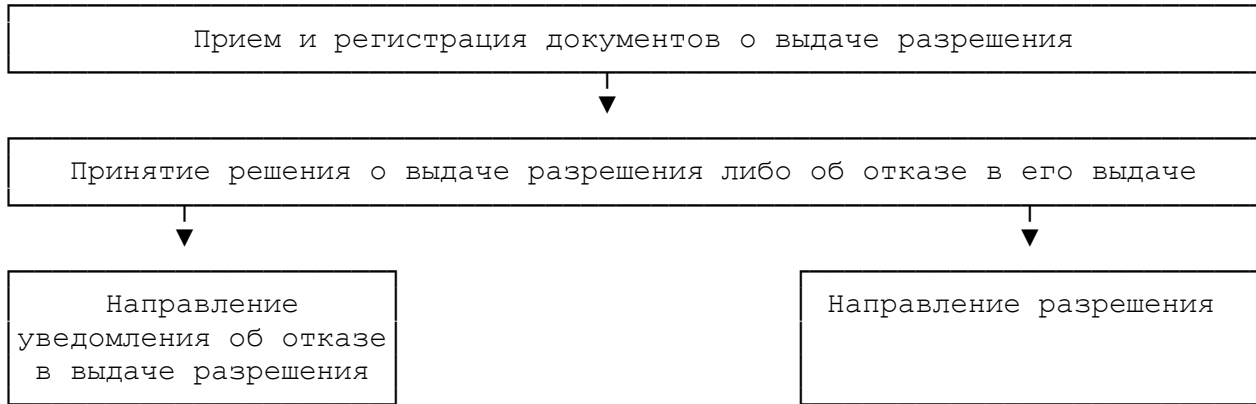 Прием и регистрация документов о выдаче разрешения
Принятие решения о выдаче разрешения либо об отказе в его выдаче
Направление
уведомления об отказе
в выдаче разрешения
Направление разрешения